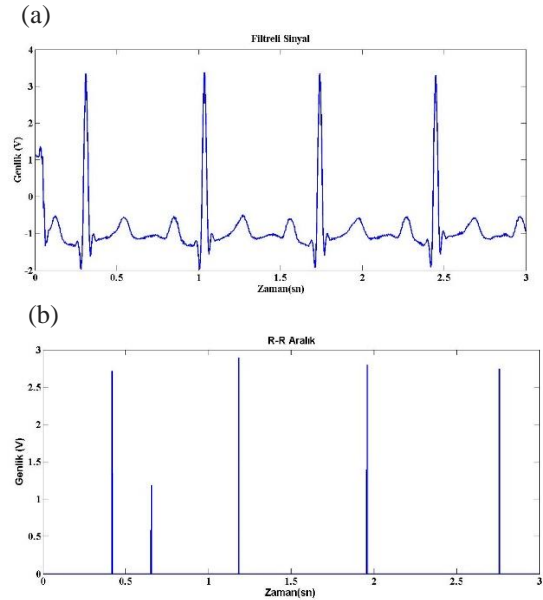 (a)
Filtreli Sinyal
Genlik (V)
4
3
2
1
0
-1
-2
0 0.5 1 1.5 2 2.5 3
Zaman(sn)
(b)
R-R Aralık
Genlik (V)
3
2.5
2
1.5
1
0.5
0
0 0.5 1 1.5 2 2.5 3
Zaman(sn)